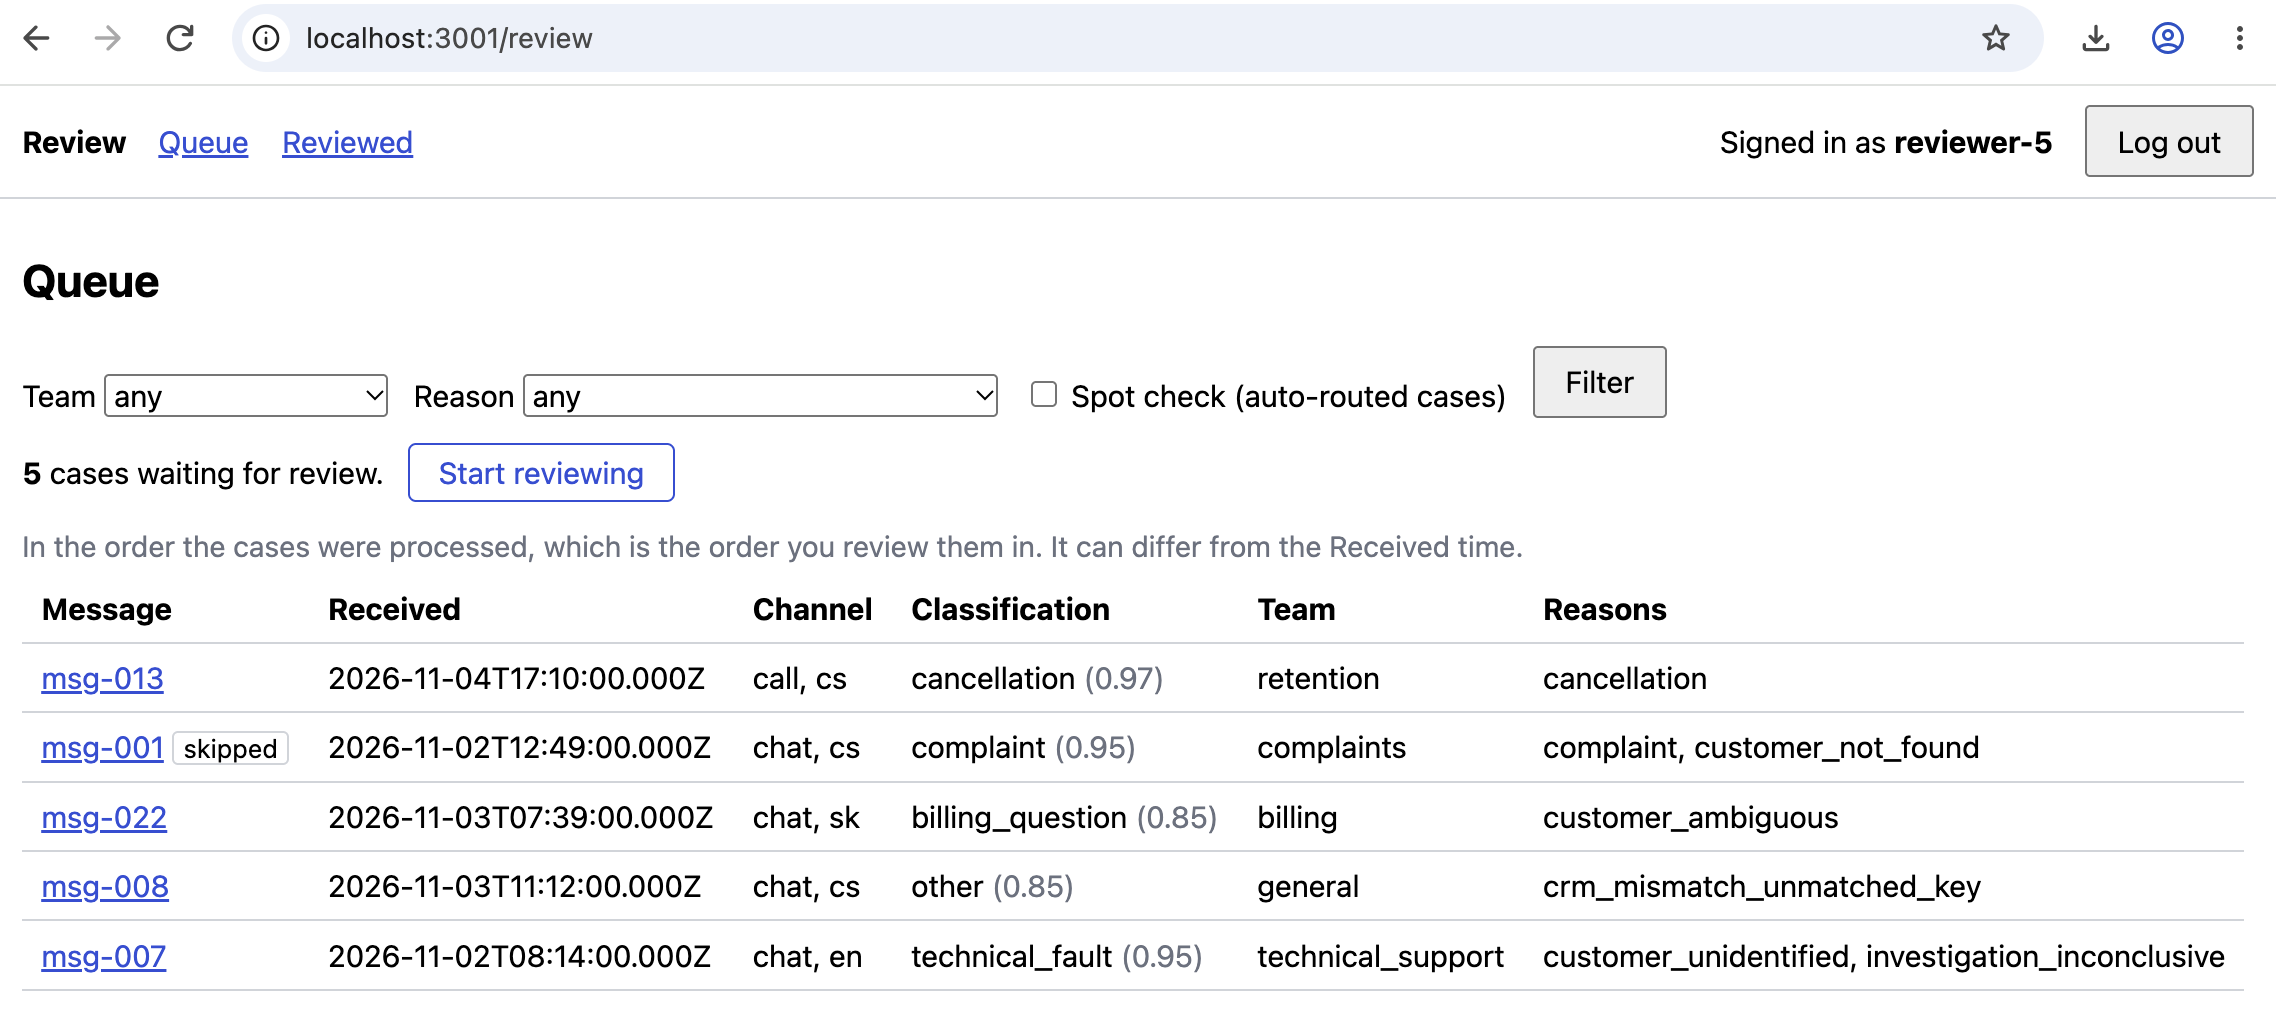 localhost:3001/review
Review Queue Reviewed Signed in as reviewer-5 Log out
Queue
Team any Reason any Spot check (auto-routed cases) Filter
5 cases waiting for review. Start reviewing
In the order the cases were processed, which is the order you review them in. It can differ from the Received time.
Message Received Channel Classification Team Reasons
msg-013 2026-11-04T17:10:00.000Z call, cs cancellation (0.97) retention cancellation
msg-001 skipped 2026-11-02T12:49:00.000Z chat, cs complaint (0.95) complaints complaint, customer_not_found
msg-022 2026-11-03T07:39:00.000Z chat, sk billing_question (0.85) billing customer_ambiguous
msg-008 2026-11-03T11:12:00.000Z chat, cs other (0.85) general crm_mismatch_unmatched_key
msg-007 2026-11-02T08:14:00.000Z chat, en technical_fault (0.95) technical_support customer_unidentified, investigation_inconclusive